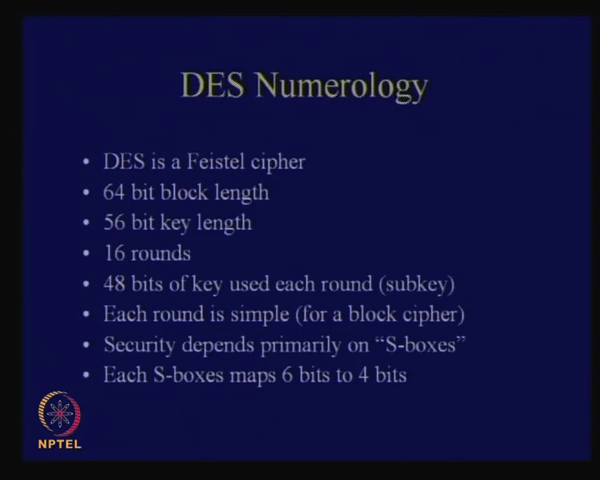 DES Numerology
• DES is a Feistel cipher
• 64 bit block length
• 56 bit key length
• 16 rounds
• 48 bits of key used each round (subkey)
• Each round is simple (for a block cipher)
• Security depends primarily on “S-boxes”
• Each S-boxes maps 6 bits to 4 bits
NPTEL